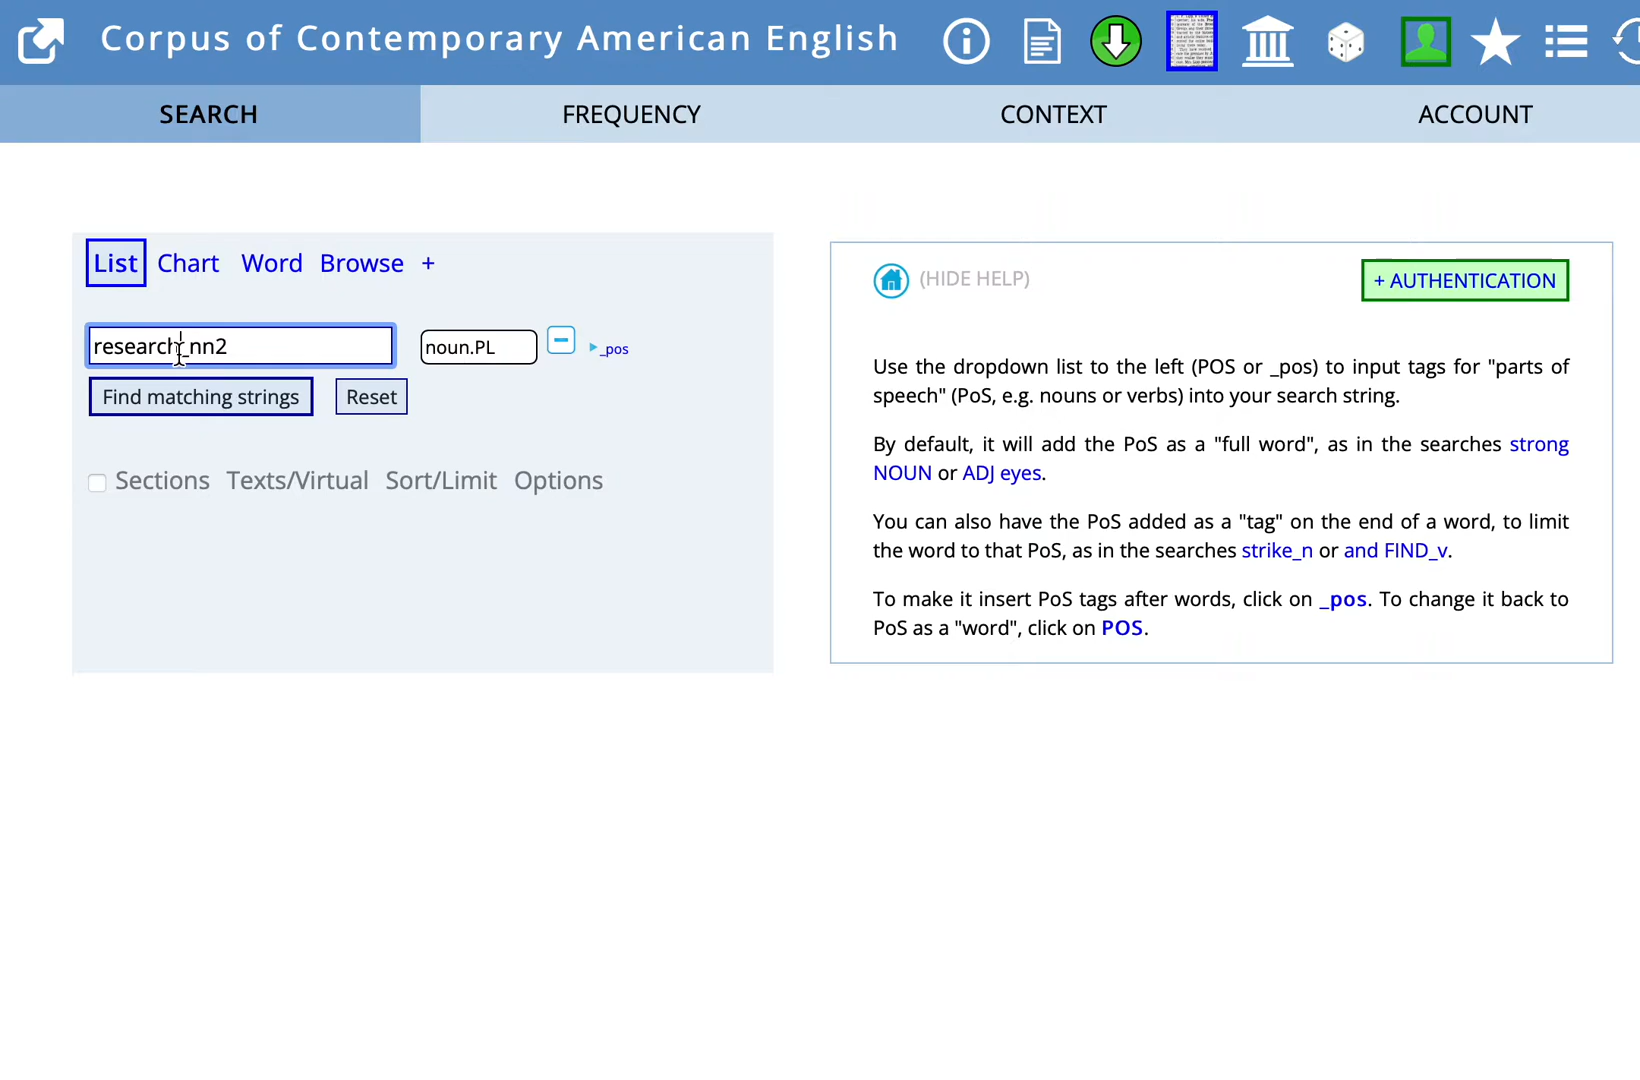 Corpus of Contemporary American English
SEARCH FREQUENCY CONTEXT ACCOUNT
List Chart Word Browse +
research_nn2 noun.PL _pos
Find matching strings Reset
Sections Texts/Virtual Sort/Limit Options
(HIDE HELP) + AUTHENTICATION
Use the dropdown list to the left (POS or _pos) to input tags for "parts of
speech" (PoS, e.g. nouns or verbs) into your search string.
By default, it will add the PoS as a "full word", as in the searches strong
NOUN or ADJ eyes.
You can also have the PoS added as a "tag" on the end of a word, to limit
the word to that PoS, as in the searches strike_n or and FIND_v.
To make it insert PoS tags after words, click on _pos. To change it back to
PoS as a "word", click on POS.